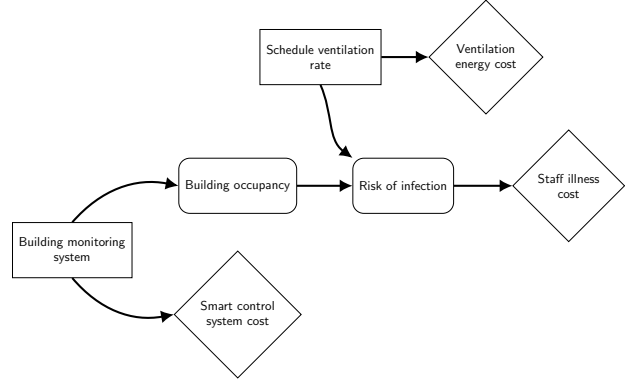 Schedule ventilation
rate
Ventilation
energy cost
Building occupancy
Risk of infection
Staff illness
cost
Building monitoring
system
Smart control
system cost